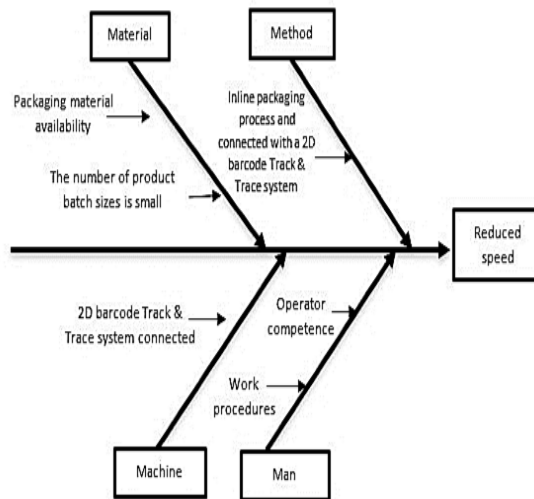 Material
Method
Packaging material
availability
The number of product
batch sizes is small
Inline packaging
process and
connected with a 2D
barcode Track &
Trace system
Reduced
speed
2D barcode Track &
Trace system connected
Operator
competence
Work
procedures
Machine
Man